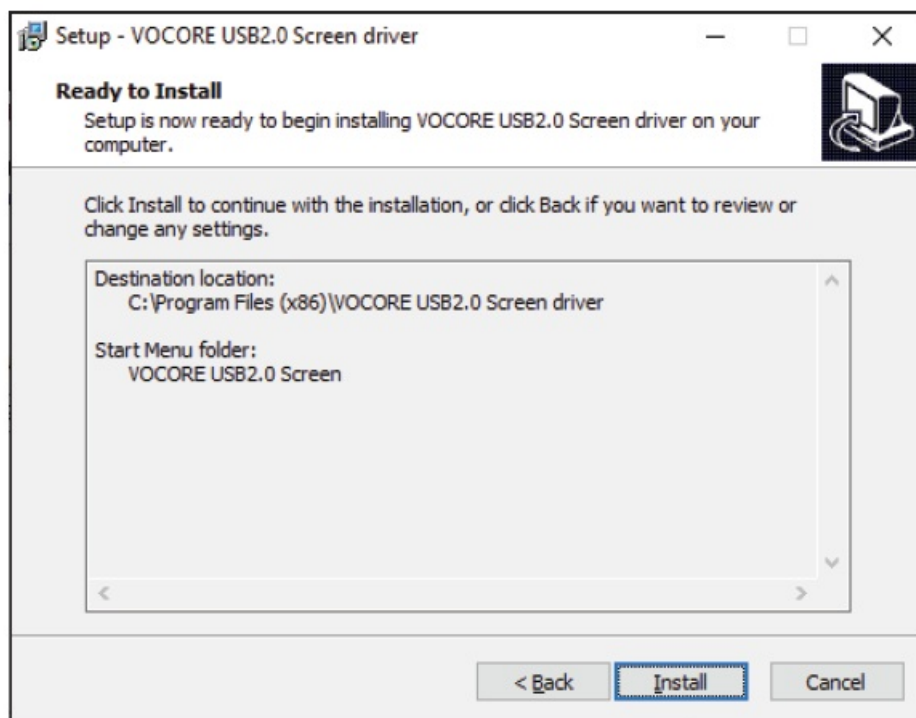 Setup - VOCORE USB2.0 Screen driver
Ready to Install
Setup is now ready to begin installing VOCORE USB2.0 Screen driver on your
computer.
Click Install to continue with the installation, or click Back if you want to review or
change any settings.
Destination location:
C:\Program Files (x86)\VOCORE USB2.0 Screen driver
Start Menu folder:
VOCORE USB2.0 Screen
< Back
Install
Cancel